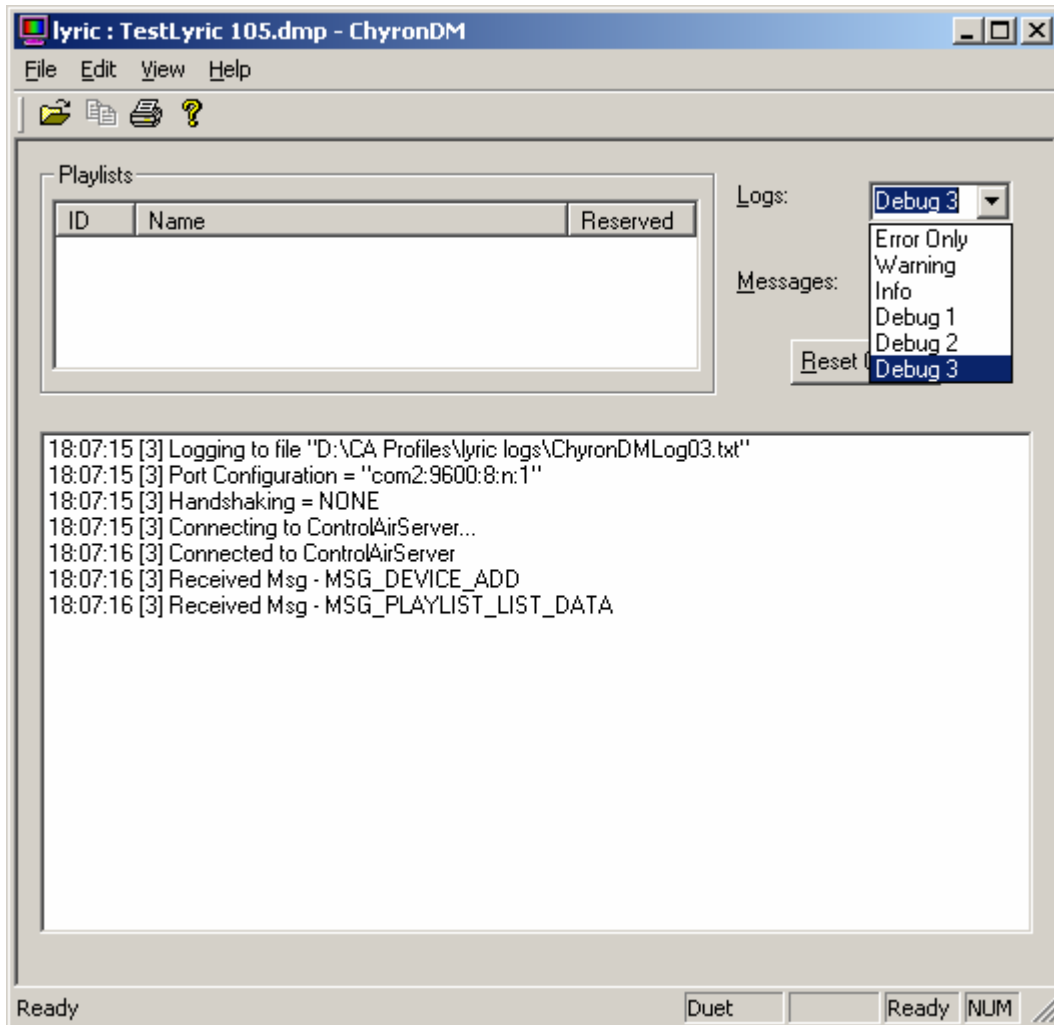 lyric : TestLyric 105.dmp - ChyronDM
File Edit View Help
Playlists
ID Name Reserved
Logs: Debug 3
Error Only
Warning
Info
Debug 1
Debug 2
Debug 3
Messages:
Reset
18:07:15 [3] Logging to file "D:\CA Profiles\lyric logs\ChyronDMLog03.txt"
18:07:15 [3] Port Configuration = "com2:9600:8:n:1"
18:07:15 [3] Handshaking = NONE
18:07:15 [3] Connecting to ControlAirServer...
18:07:16 [3] Connected to ControlAirServer
18:07:16 [3] Received Msg - MSG_DEVICE_ADD
18:07:16 [3] Received Msg - MSG_PLAYLIST_LIST_DATA
Ready Duet Ready NUM